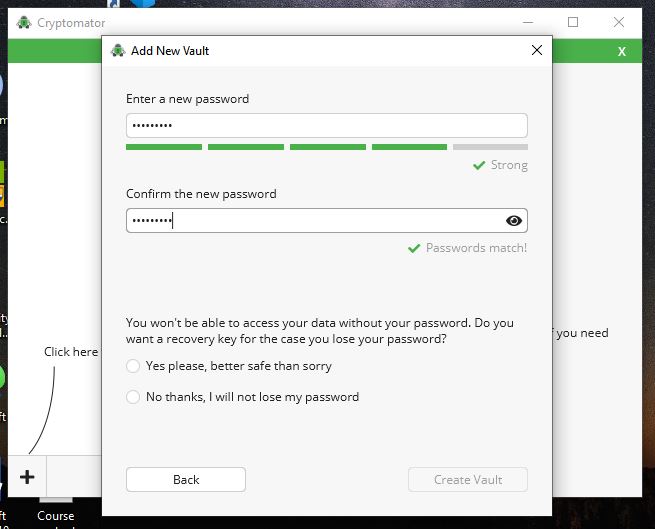 Cryptomator
Add New Vault
X
Enter a new password
•••••••••
Strong
Confirm the new password
•••••••••
Passwords match!
You won't be able to access your data without your password. Do you
want a recovery key for the case you lose your password?
you need
Click here
Yes please, better safe than sorry
No thanks, I will not lose my password
Back
Create Vault
Course